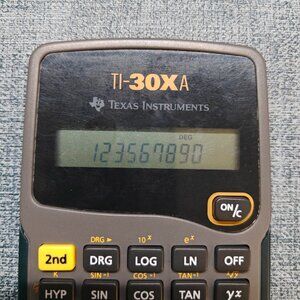 TI-30XA
TEXAS INSTRUMENTS
DEG
123567890
ON/C
DRG ► 10ˣ eˣ
2nd DRG LOG LN OFF
K SIN⁻¹ COS⁻¹ TAN⁻¹
HYP SIN COS TAN yˣ